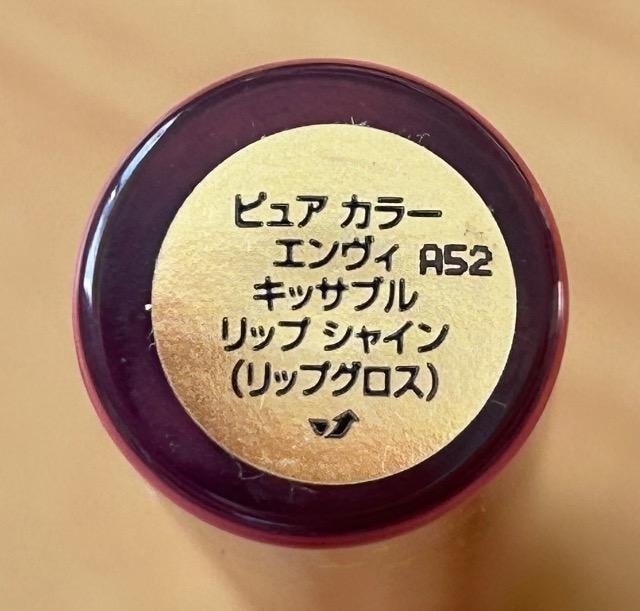 ピュア カラー
エンヴィ A52
キッサブル
リップ シャイン
(リップグロス)